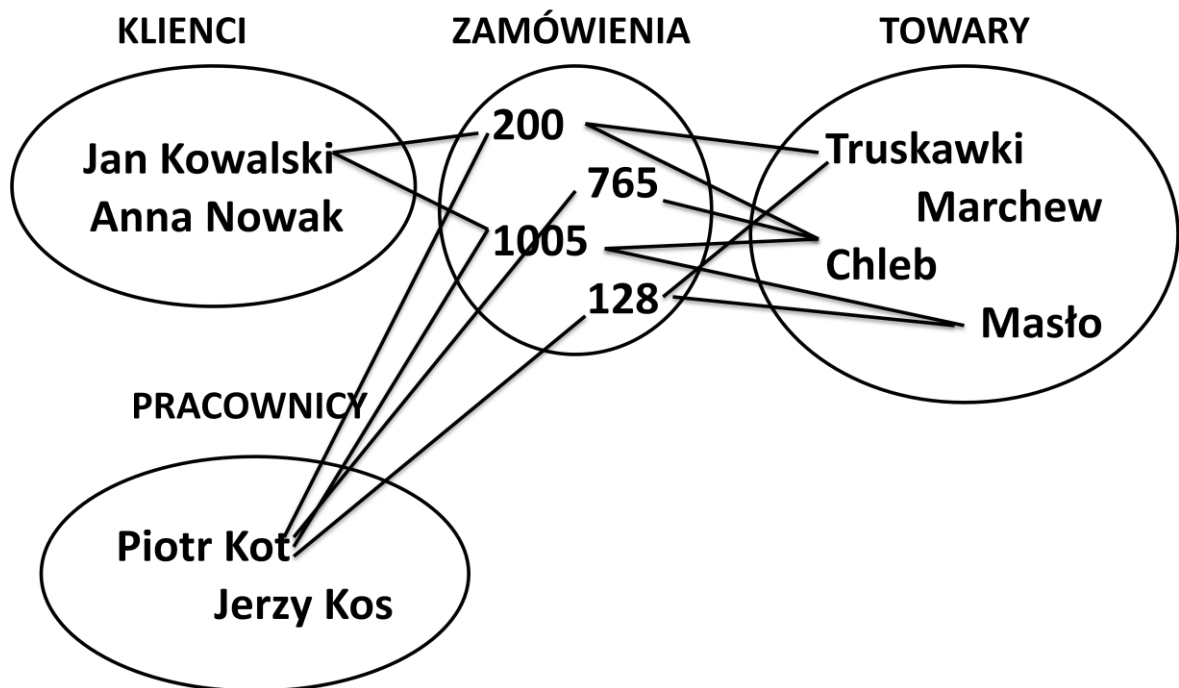 KLIENCI
ZAMÓWIENIA
TOWARY
Jan Kowalski
Anna Nowak
200
765
1005
128
Truskawki
Marchew
Chleb
Masło
PRACOWNICY
Piotr Kot
Jerzy Kos